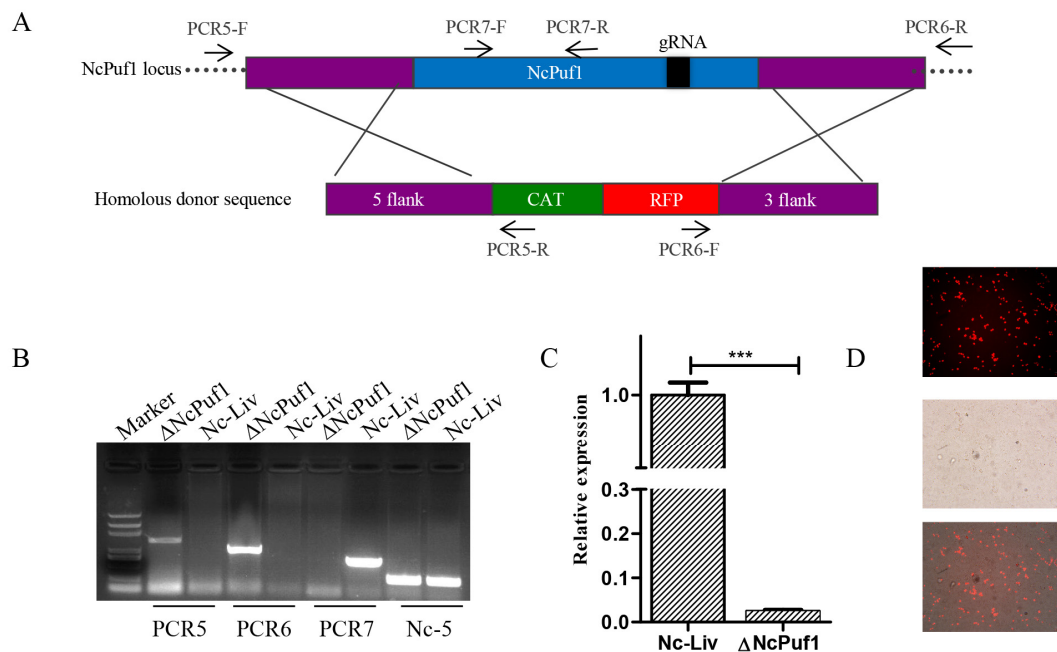 A
PCR5-F
PCR7-F
PCR7-R
gRNA
PCR6-R
NcPuf1 locus
NcPuf1
Homolous donor sequence
5 flank
CAT
RFP
3 flank
PCR5-R
PCR6-F
B
Marker
ΔNcPuf1
Nc-Liv
ΔNcPuf1
Nc-Liv
ΔNcPuf1
Nc-Liv
ΔNcPuf1
Nc-Liv
PCR5
PCR6
PCR7
Nc-5
C
***
Relative expression
1.0
0.3
0.2
0.1
0.0
Nc-Liv
ΔNcPuf1
D